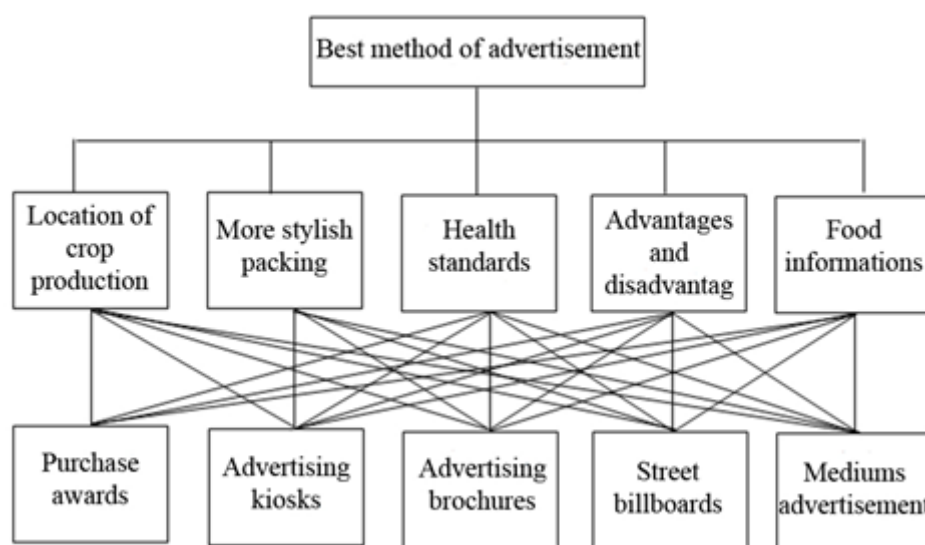 Best method of advertisement
Location of
crop
production
More stylish
packing
Health
standards
Advantages
and
disadvantag
Food
informations
Purchase
awards
Advertising
kiosks
Advertising
brochures
Street
billboards
Mediums
advertisement